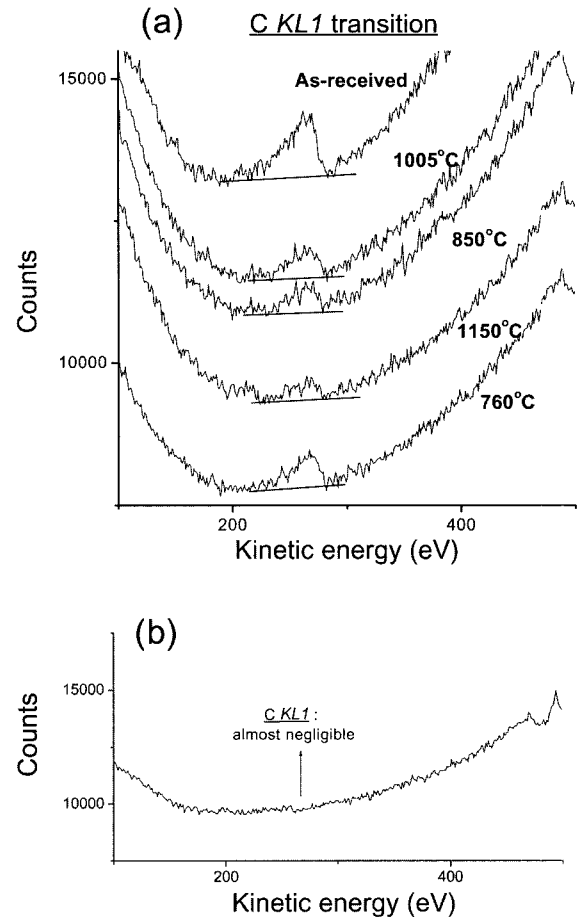 (a) C KL1 transition
15000
As-received
1005°C
850°C
10000
1150°C
760°C
Counts
200
400
Kinetic energy (eV)
(b)
15000
C KL1 :
almost negligible
10000
Counts
200
400
Kinetic energy (eV)